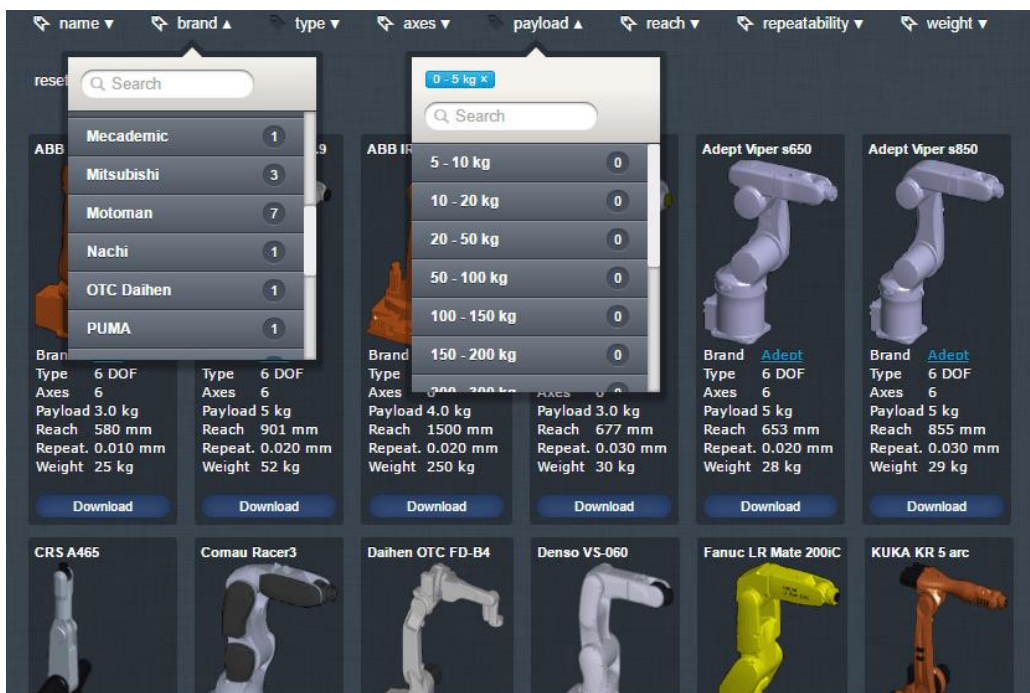 name ▾ brand ▴ type ▾ axes ▾ payload ▴ reach ▾ repeatability ▾ weight ▾
reset
Search
Mecademic 1
Mitsubishi 3
Motoman 7
Nachi 1
OTC Daihen 1
PUMA 1
0 - 5 kg ×
Search
5 - 10 kg 0
10 - 20 kg 0
20 - 50 kg 0
50 - 100 kg 0
100 - 150 kg 0
150 - 200 kg 0
200 - 300 kg 0
ABB
Brand
Type 6 DOF
Axes 6
Payload 3.0 kg
Reach 580 mm
Repeat. 0.010 mm
Weight 25 kg
Download
.9
Type 6 DOF
Axes 6
Payload 5 kg
Reach 901 mm
Repeat. 0.020 mm
Weight 52 kg
Download
ABB IR
Brand
Type
Axes
Payload 4.0 kg
Reach 1500 mm
Repeat. 0.020 mm
Weight 250 kg
Download
Axes 6
Payload 3.0 kg
Reach 677 mm
Repeat. 0.030 mm
Weight 30 kg
Download
Adept Viper s650
Brand Adept
Type 6 DOF
Axes 6
Payload 5 kg
Reach 653 mm
Repeat. 0.020 mm
Weight 28 kg
Download
Adept Viper s850
Brand Adept
Type 6 DOF
Axes 6
Payload 5 kg
Reach 855 mm
Repeat. 0.030 mm
Weight 29 kg
Download
CRS A465
Comau Racer3
Daihen OTC FD-B4
Denso VS-060
Fanuc LR Mate 200iC
KUKA KR 5 arc